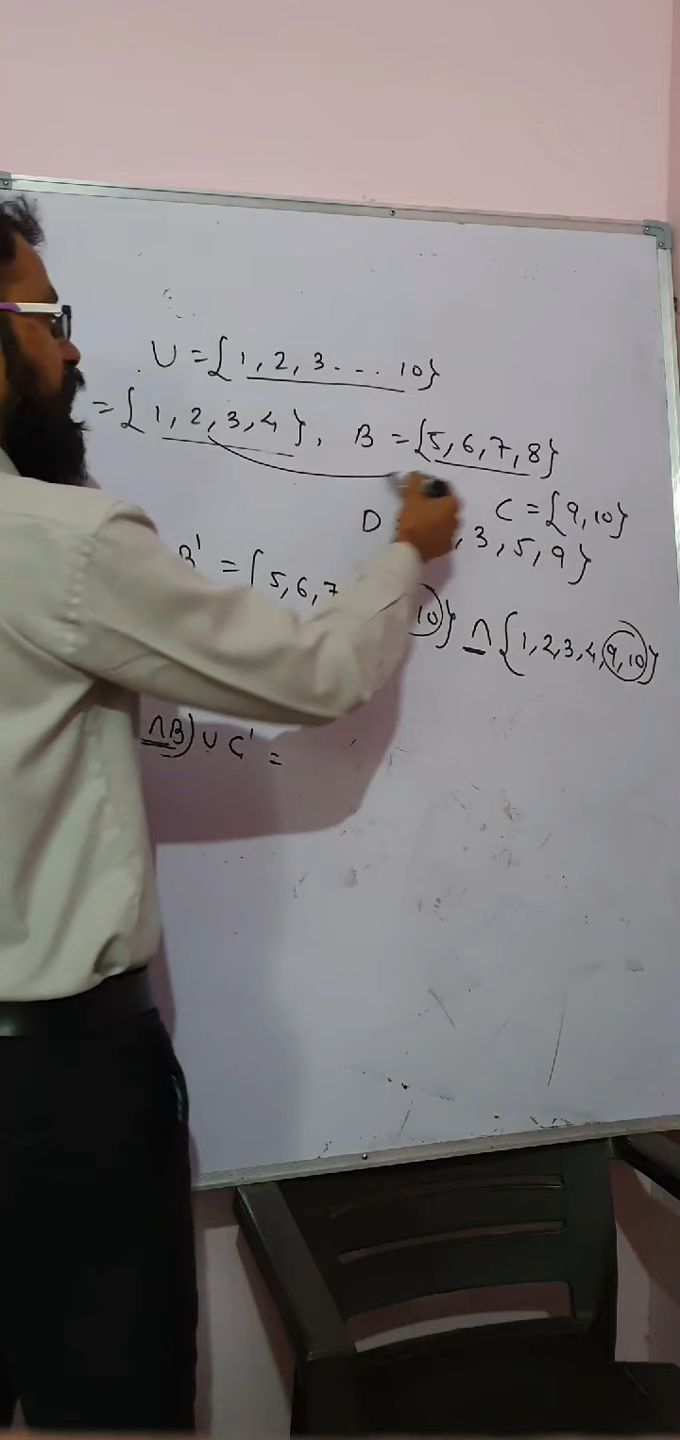 U = { 1, 2, 3 . . . 10 }
= { 1, 2, 3, 4 }, B = { 5, 6, 7, 8 }
C = { 9, 10 }
D , 3, 5, 9 }
B' = { 5, 6, 7 10 } ∩ { 1, 2, 3, 4, 9, 10 }
∩ B) ∪ C' =